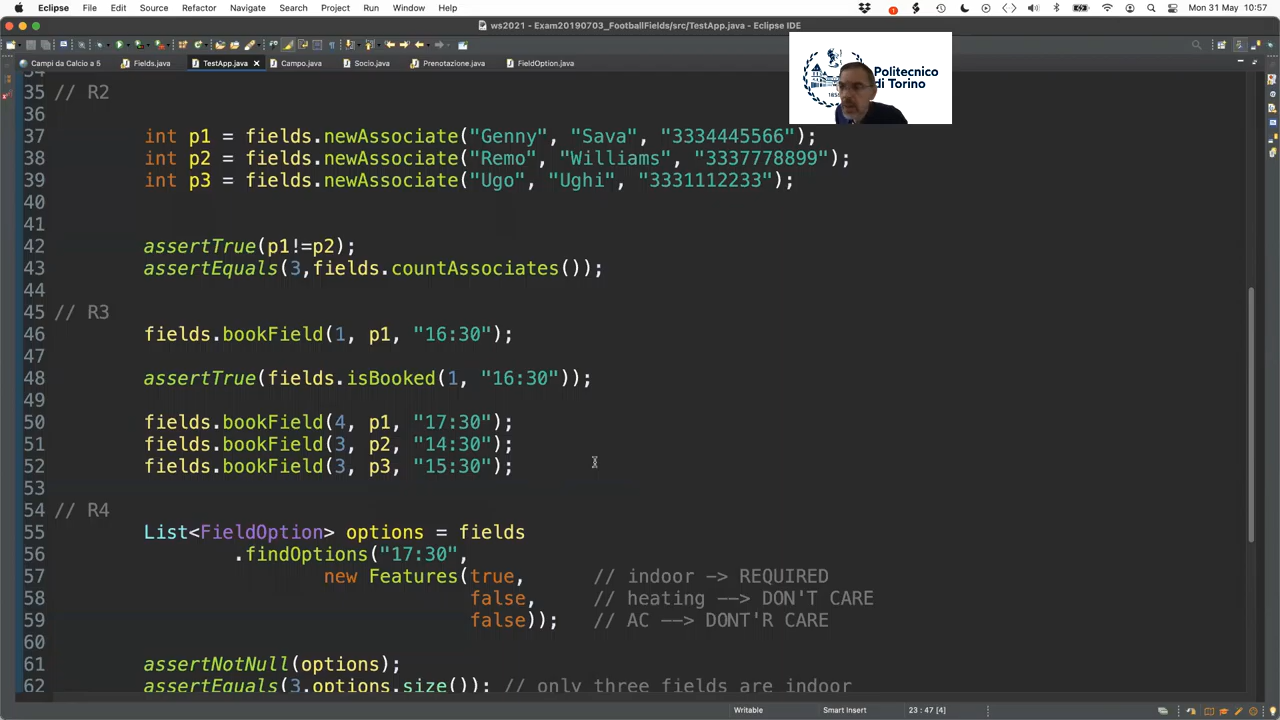 Eclipse File Edit Source Refactor Navigate Search Project Run Window Help Mon 31 May 10:57
ws2021 - Exam20190703_FootballFields/src/TestApp.java - Eclipse IDE
Campi da Calcio a 5 Fields.java TestApp.java Campo.java Socio.java Prenotazione.java FieldOption.java
Politecnico
di Torino
34
35 // R2
36
37 int p1 = fields.newAssociate("Genny", "Sava", "3334445566");
38 int p2 = fields.newAssociate("Remo", "Williams", "3337778899");
39 int p3 = fields.newAssociate("Ugo", "Ughi", "3331112233");
40
41
42 assertTrue(p1!=p2);
43 assertEquals(3,fields.countAssociates());
44
45 // R3
46 fields.bookField(1, p1, "16:30");
47
48 assertTrue(fields.isBooked(1, "16:30"));
49
50 fields.bookField(4, p1, "17:30");
51 fields.bookField(3, p2, "14:30");
52 fields.bookField(3, p3, "15:30");
53
54 // R4
55 List<FieldOption> options = fields
56 .findOptions("17:30",
57 new Features(true, // indoor -> REQUIRED
58 false, // heating --> DON'T CARE
59 false)); // AC --> DONT'R CARE
60
61 assertNotNull(options);
62 assertEquals(3,options.size()); // only three fields are indoor
Writable Smart Insert 23 : 47 [4]